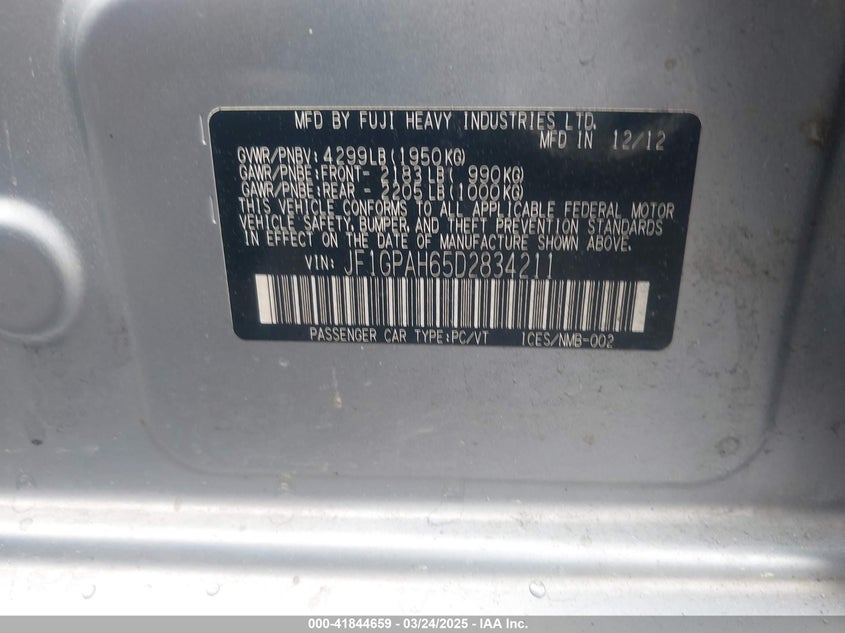 MFD BY FUJI HEAVY INDUSTRIES LTD.
MFD IN 12/12
GVWR/PNBV: 4299LB(1950KG)
GAWR/PNBE:FRONT- 2183LB( 990KG)
GAWR/PNBE:REAR - 2205LB(1000KG)
THIS VEHICLE CONFORMS TO ALL APPLICABLE FEDERAL MOTOR
VEHICLE SAFETY, BUMPER, AND THEFT PREVENTION STANDARDS
IN EFFECT ON THE DATE OF MANUFACTURE SHOWN ABOVE.
VIN: JF1GPAH65D2834211
PASSENGER CAR TYPE:PC/VT ICES/NMB-002
000-41844659 - 03/24/2025 - IAA Inc.